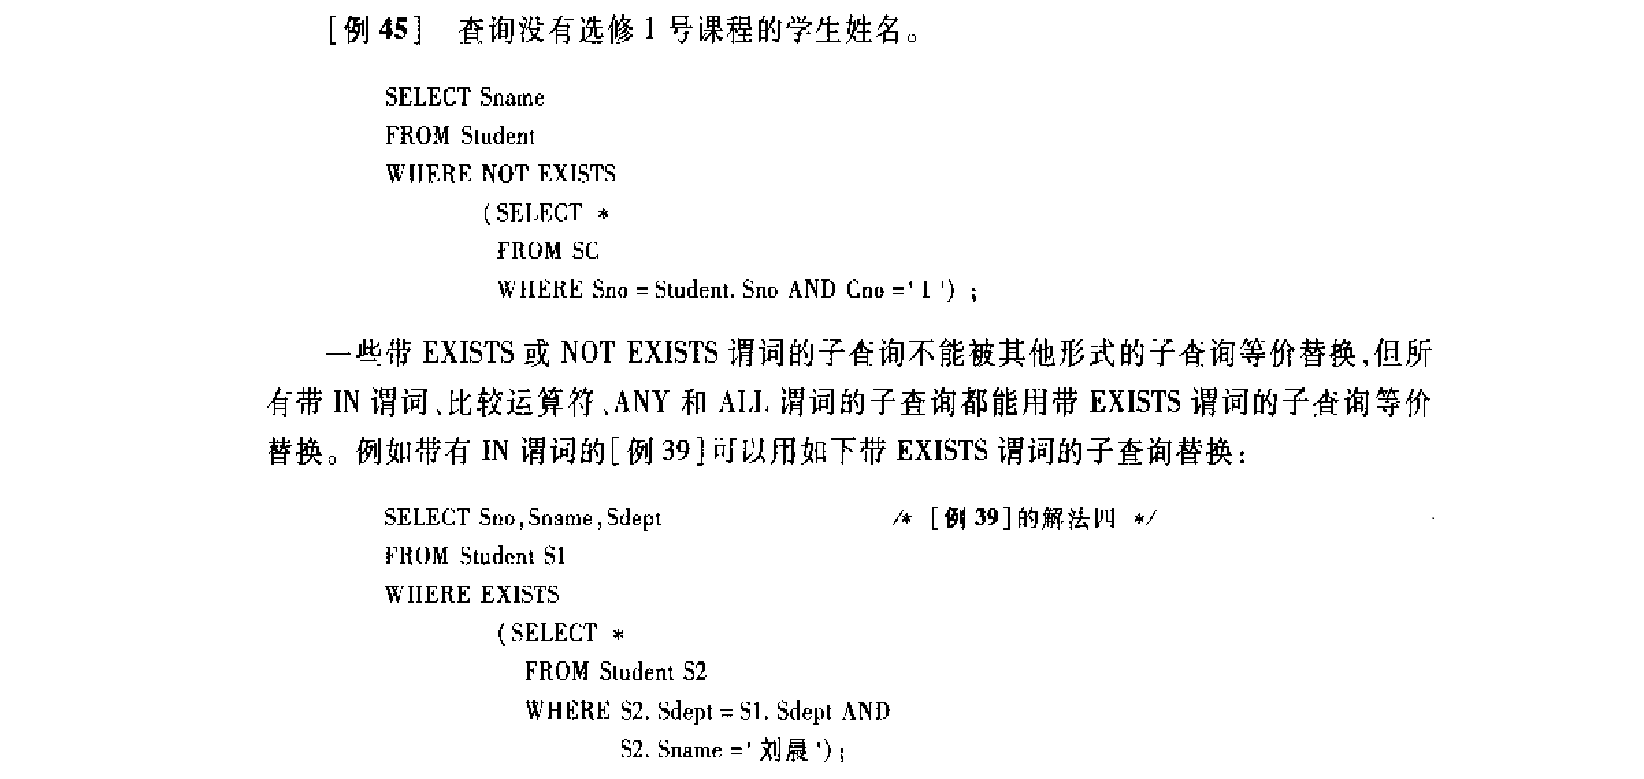 [例 45] 查询没有选修 1 号课程的学生姓名。
SELECT Sname
FROM Student
WHERE NOT EXISTS
(SELECT *
FROM SC
WHERE Sno = Student. Sno AND Cno =' 1 ') ;
一些带 EXISTS 或 NOT EXISTS 谓词的子查询不能被其他形式的子查询等价替换,但所
有带 IN 谓词、比较运算符、ANY 和 ALL 谓词的子查询都能用带 EXISTS 谓词的子查询等价
替换。例如带有 IN 谓词的[例 39]可以用如下带 EXISTS 谓词的子查询替换:
SELECT Sno,Sname,Sdept /* [例 39]的解法四 */
FROM Student S1
WHERE EXISTS
(SELECT *
FROM Student S2
WHERE S2. Sdept = S1. Sdept AND
S2. Sname =' 刘晨 ');